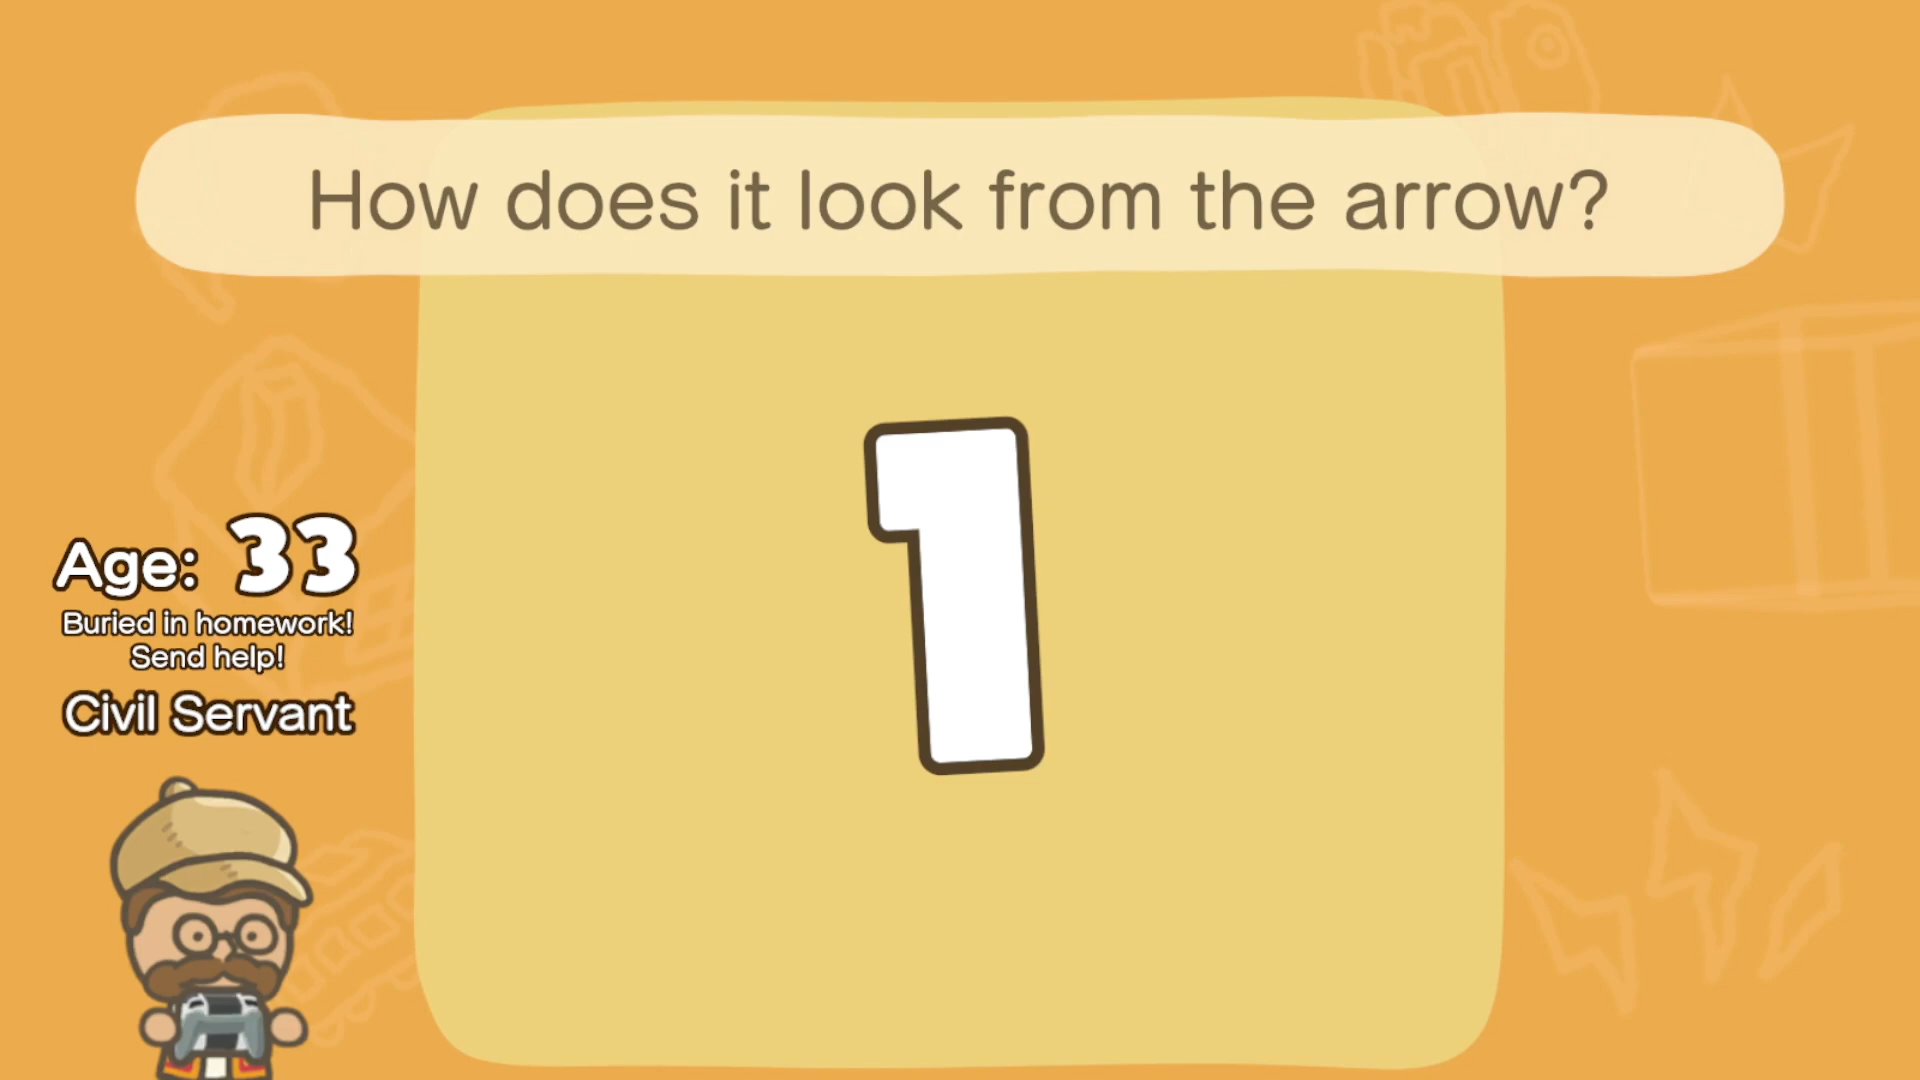 How does it look from the arrow?
1
Age: 33
Buried in homework!
Send help!
Civil Servant